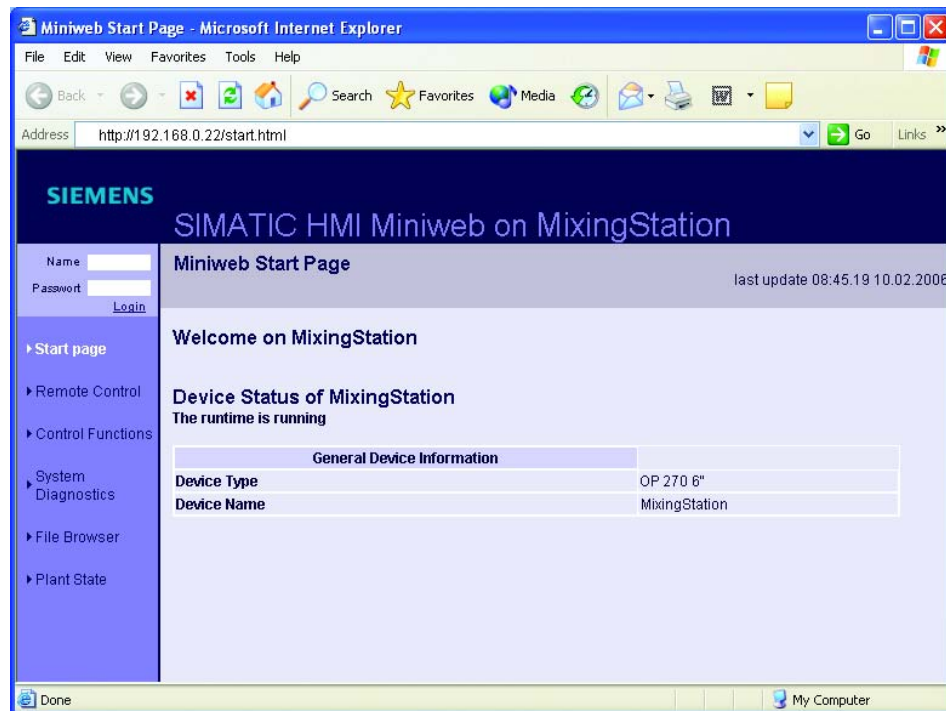 Miniweb Start Page - Microsoft Internet Explorer
File Edit View Favorites Tools Help
Back Search Favorites Media
Address http://192.168.0.22/start.html Go Links »
SIEMENS
SIMATIC HMI Miniweb on MixingStation
Name
Passwort
Login
Miniweb Start Page
last update 08:45.19 10.02.2006
Start page
Remote Control
Control Functions
System
Diagnostics
File Browser
Plant State
Welcome on MixingStation
Device Status of MixingStation
The runtime is running
General Device Information
Device Type OP 270 6"
Device Name MixingStation
Done My Computer